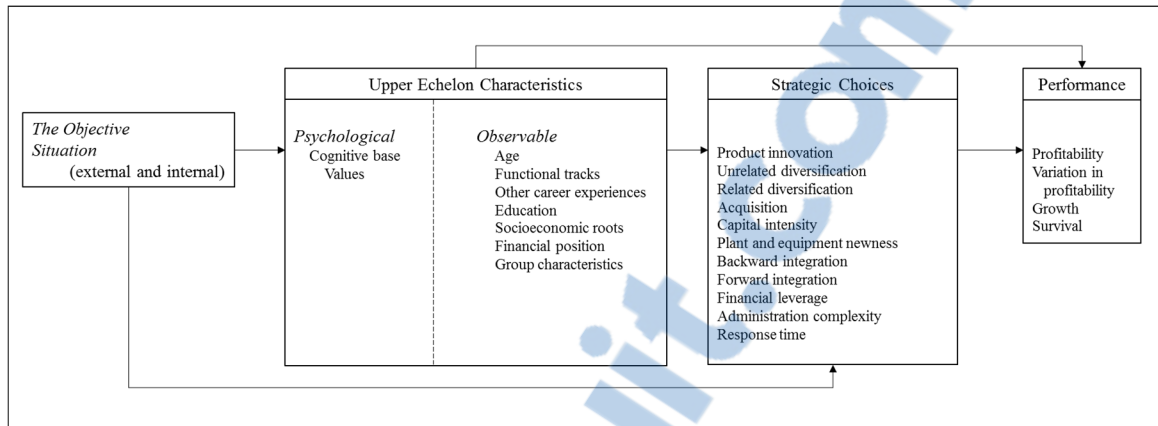 The Objective
Situation
(external and internal)
Upper Echelon Characteristics
Psychological
Cognitive base
Values
Observable
Age
Functional tracks
Other career experiences
Education
Socioeconomic roots
Financial position
Group characteristics
Strategic Choices
Product innovation
Unrelated diversification
Related diversification
Acquisition
Capital intensity
Plant and equipment newness
Backward integration
Forward integration
Financial leverage
Administration complexity
Response time
Performance
Profitability
Variation in
profitability
Growth
Survival